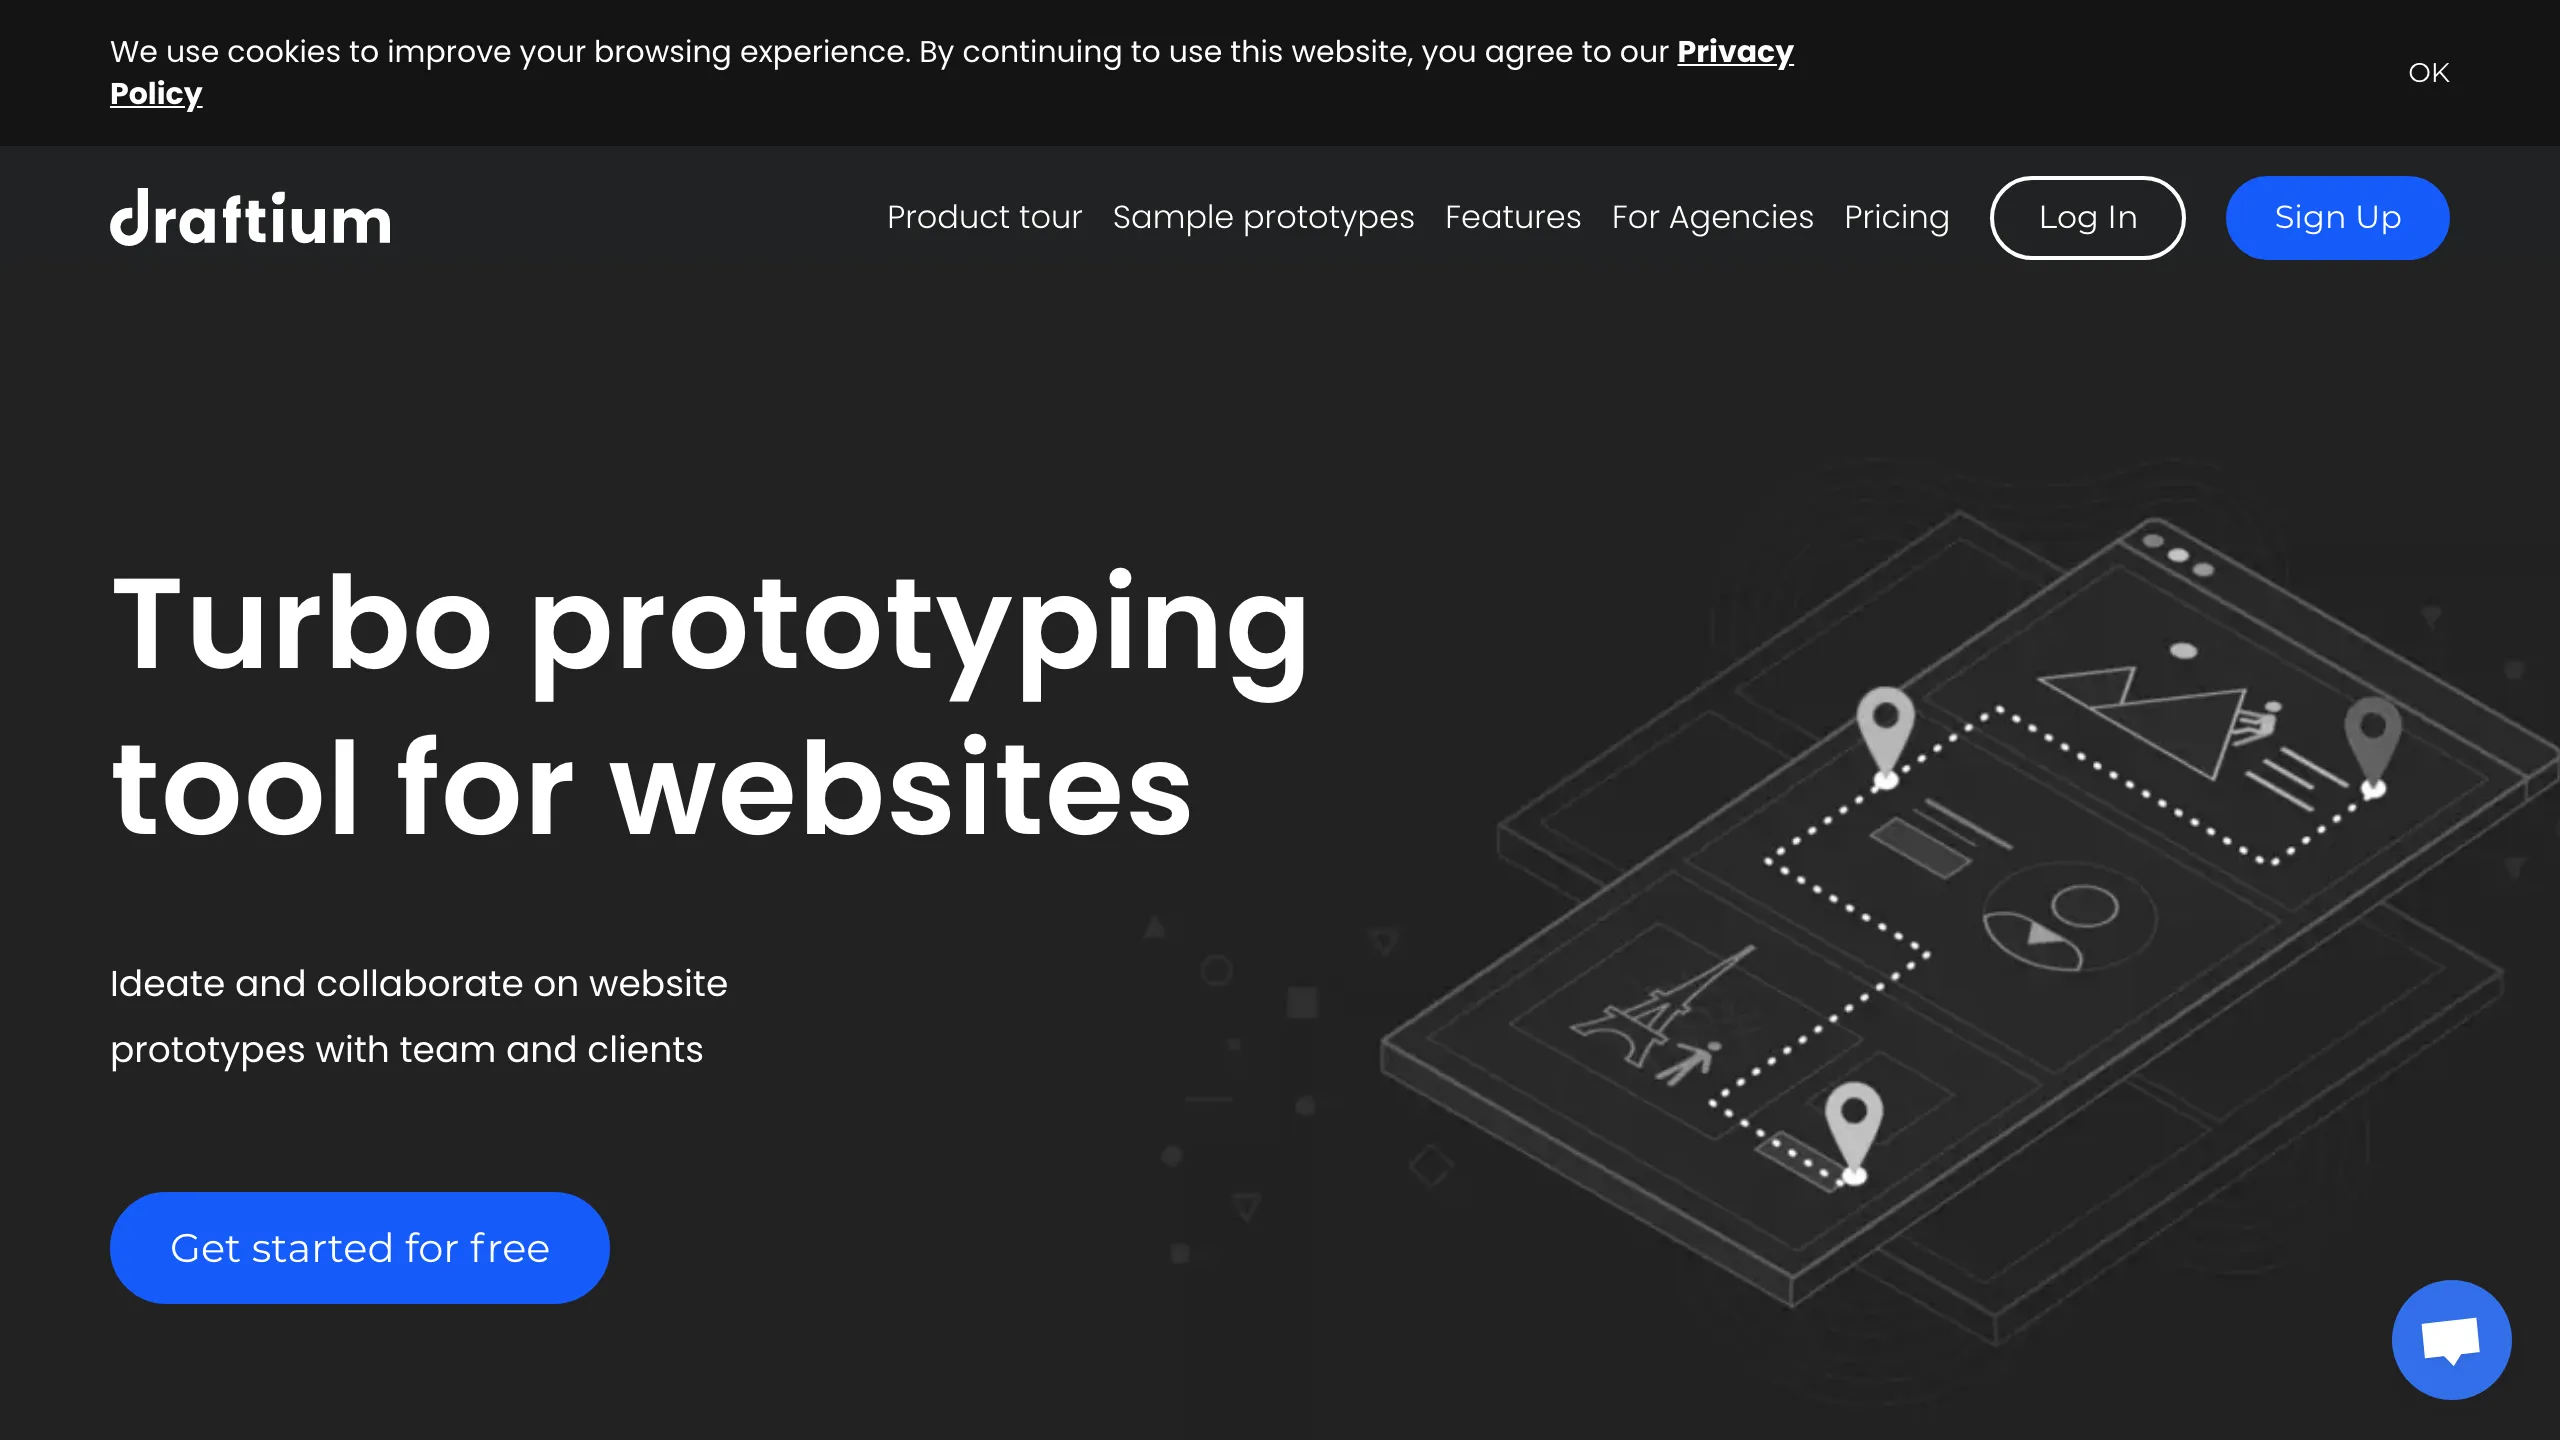 We use cookies to improve your browsing experience. By continuing to use this website, you agree to our Privacy
Policy
OK
draftium
Product tour
Sample prototypes
Features
For Agencies
Pricing
Log In
Sign Up
Turbo prototyping
tool for websites
Ideate and collaborate on website
prototypes with team and clients
Get started for free